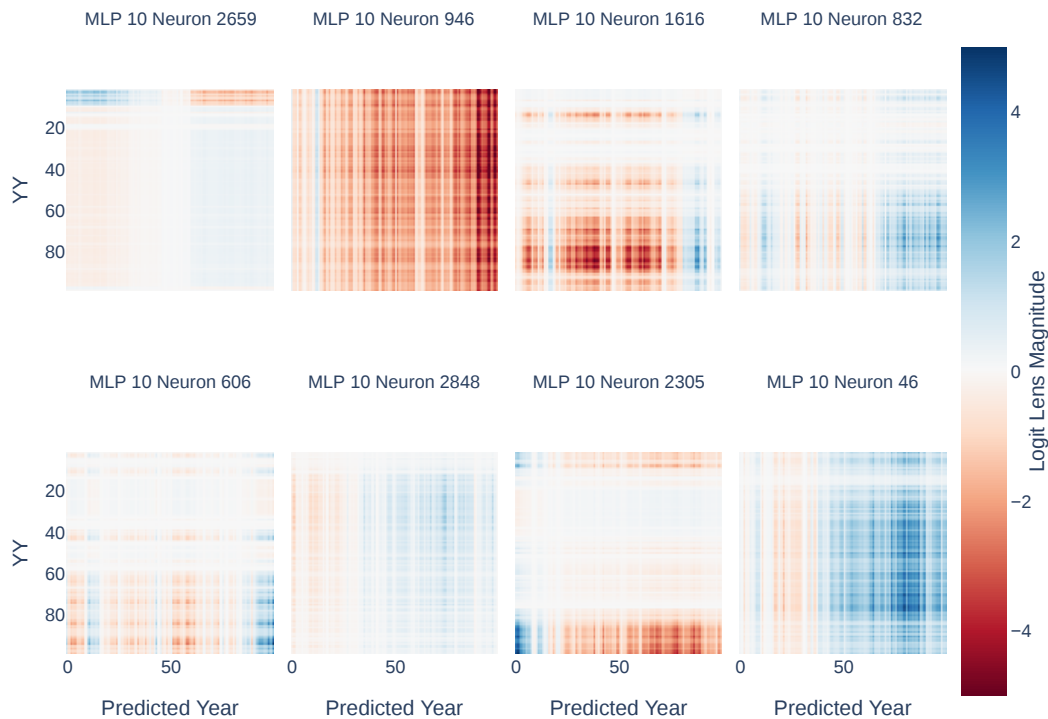 MLP 10 Neuron 2659
MLP 10 Neuron 946
MLP 10 Neuron 1616
MLP 10 Neuron 832
20
40
60
80
YY
MLP 10 Neuron 606
MLP 10 Neuron 2848
MLP 10 Neuron 2305
MLP 10 Neuron 46
20
40
60
80
YY
0
50
0
50
0
50
0
50
Predicted Year
Predicted Year
Predicted Year
Predicted Year
4
2
0
−2
−4
Logit Lens Magnitude